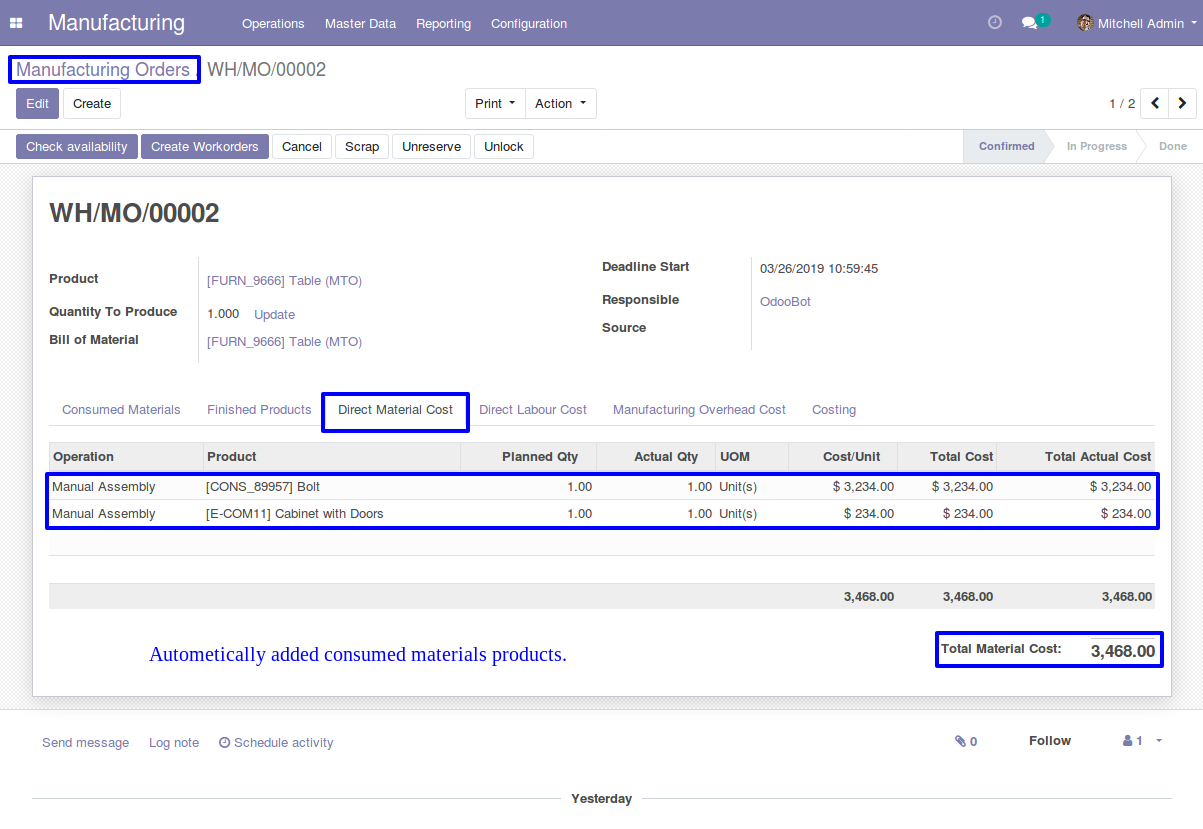 Manufacturing Operations Master Data Reporting Configuration 1 Mitchell Admin
Manufacturing Orders / WH/MO/00002
Edit Create Print Action 1 / 2
Check availability Create Workorders Cancel Scrap Unreserve Unlock Confirmed In Progress Done
WH/MO/00002
Product [FURN_9666] Table (MTO) Deadline Start 03/26/2019 10:59:45
Quantity To Produce 1.000 Update Responsible OdooBot
Bill of Material [FURN_9666] Table (MTO) Source
Consumed Materials Finished Products Direct Material Cost Direct Labour Cost Manufacturing Overhead Cost Costing
Operation Product Planned Qty Actual Qty UOM Cost/Unit Total Cost Total Actual Cost
Manual Assembly [CONS_89957] Bolt 1.00 1.00 Unit(s) $ 3,234.00 $ 3,234.00 $ 3,234.00
Manual Assembly [E-COM11] Cabinet with Doors 1.00 1.00 Unit(s) $ 234.00 $ 234.00 $ 234.00
3,468.00 3,468.00 3,468.00
Autometically added consumed materials products. Total Material Cost: 3,468.00
Send message Log note Schedule activity 0 Follow 1
Yesterday